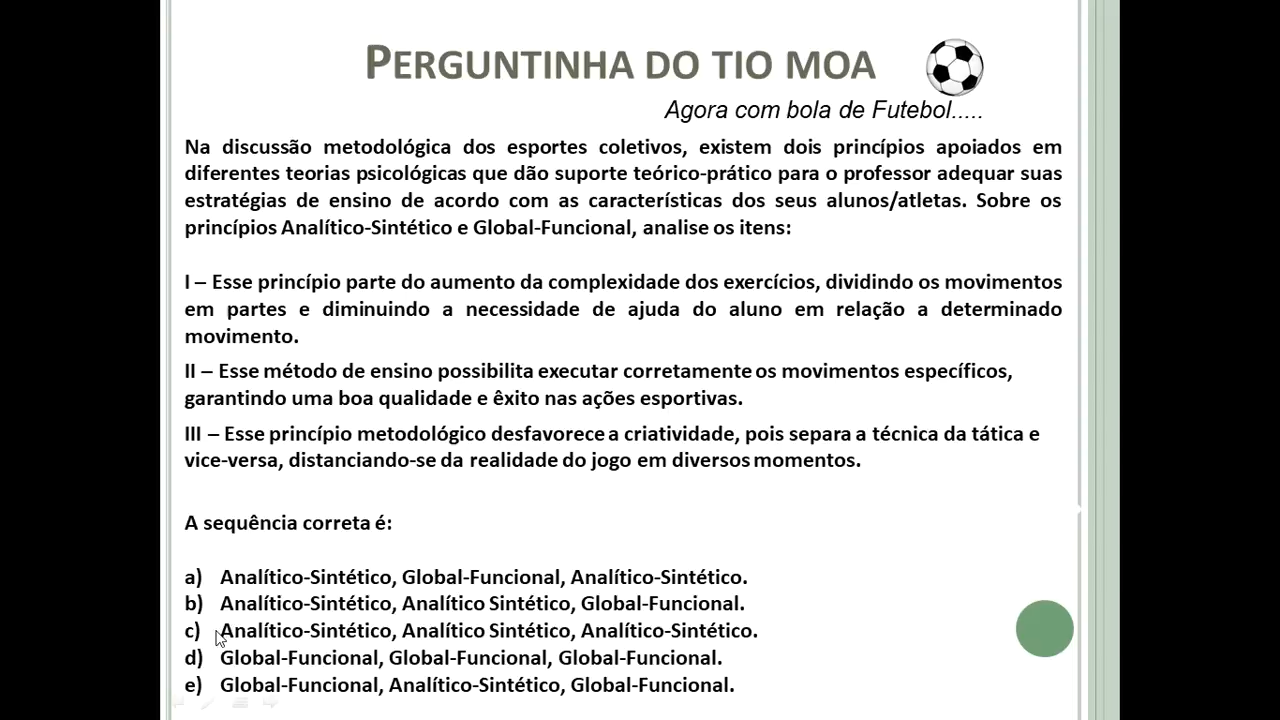 PERGUNTINHA DO TIO MOA
Agora com bola de Futebol.....
Na discussão metodológica dos esportes coletivos, existem dois princípios apoiados em
diferentes teorias psicológicas que dão suporte teórico-prático para o professor adequar suas
estratégias de ensino de acordo com as características dos seus alunos/atletas. Sobre os
princípios Analítico-Sintético e Global-Funcional, analise os itens:
I – Esse princípio parte do aumento da complexidade dos exercícios, dividindo os movimentos
em partes e diminuindo a necessidade de ajuda do aluno em relação a determinado
movimento.
II – Esse método de ensino possibilita executar corretamente os movimentos específicos,
garantindo uma boa qualidade e êxito nas ações esportivas.
III – Esse princípio metodológico desfavorece a criatividade, pois separa a técnica da tática e
vice-versa, distanciando-se da realidade do jogo em diversos momentos.
A sequência correta é:
a) Analítico-Sintético, Global-Funcional, Analítico-Sintético.
b) Analítico-Sintético, Analítico Sintético, Global-Funcional.
c) Analítico-Sintético, Analítico Sintético, Analítico-Sintético.
d) Global-Funcional, Global-Funcional, Global-Funcional.
e) Global-Funcional, Analítico-Sintético, Global-Funcional.